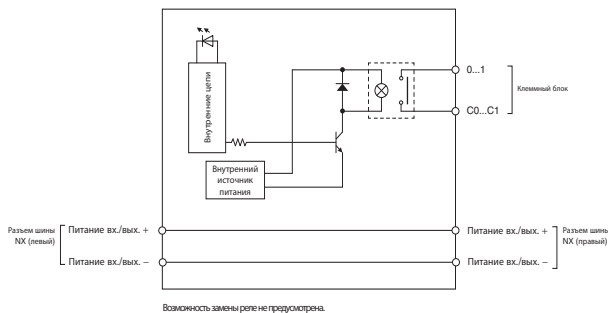 Внутренние цепи
Внутренний
источник
питания
0...1
C0...C1
Клеммный блок
Разъем шины
NX (левый)
Питание вх./вых. +
Питание вх./вых. –
Питание вх./вых. +
Питание вх./вых. –
Разъем шины
NX (правый)
Возможность замены реле не предусмотрена.